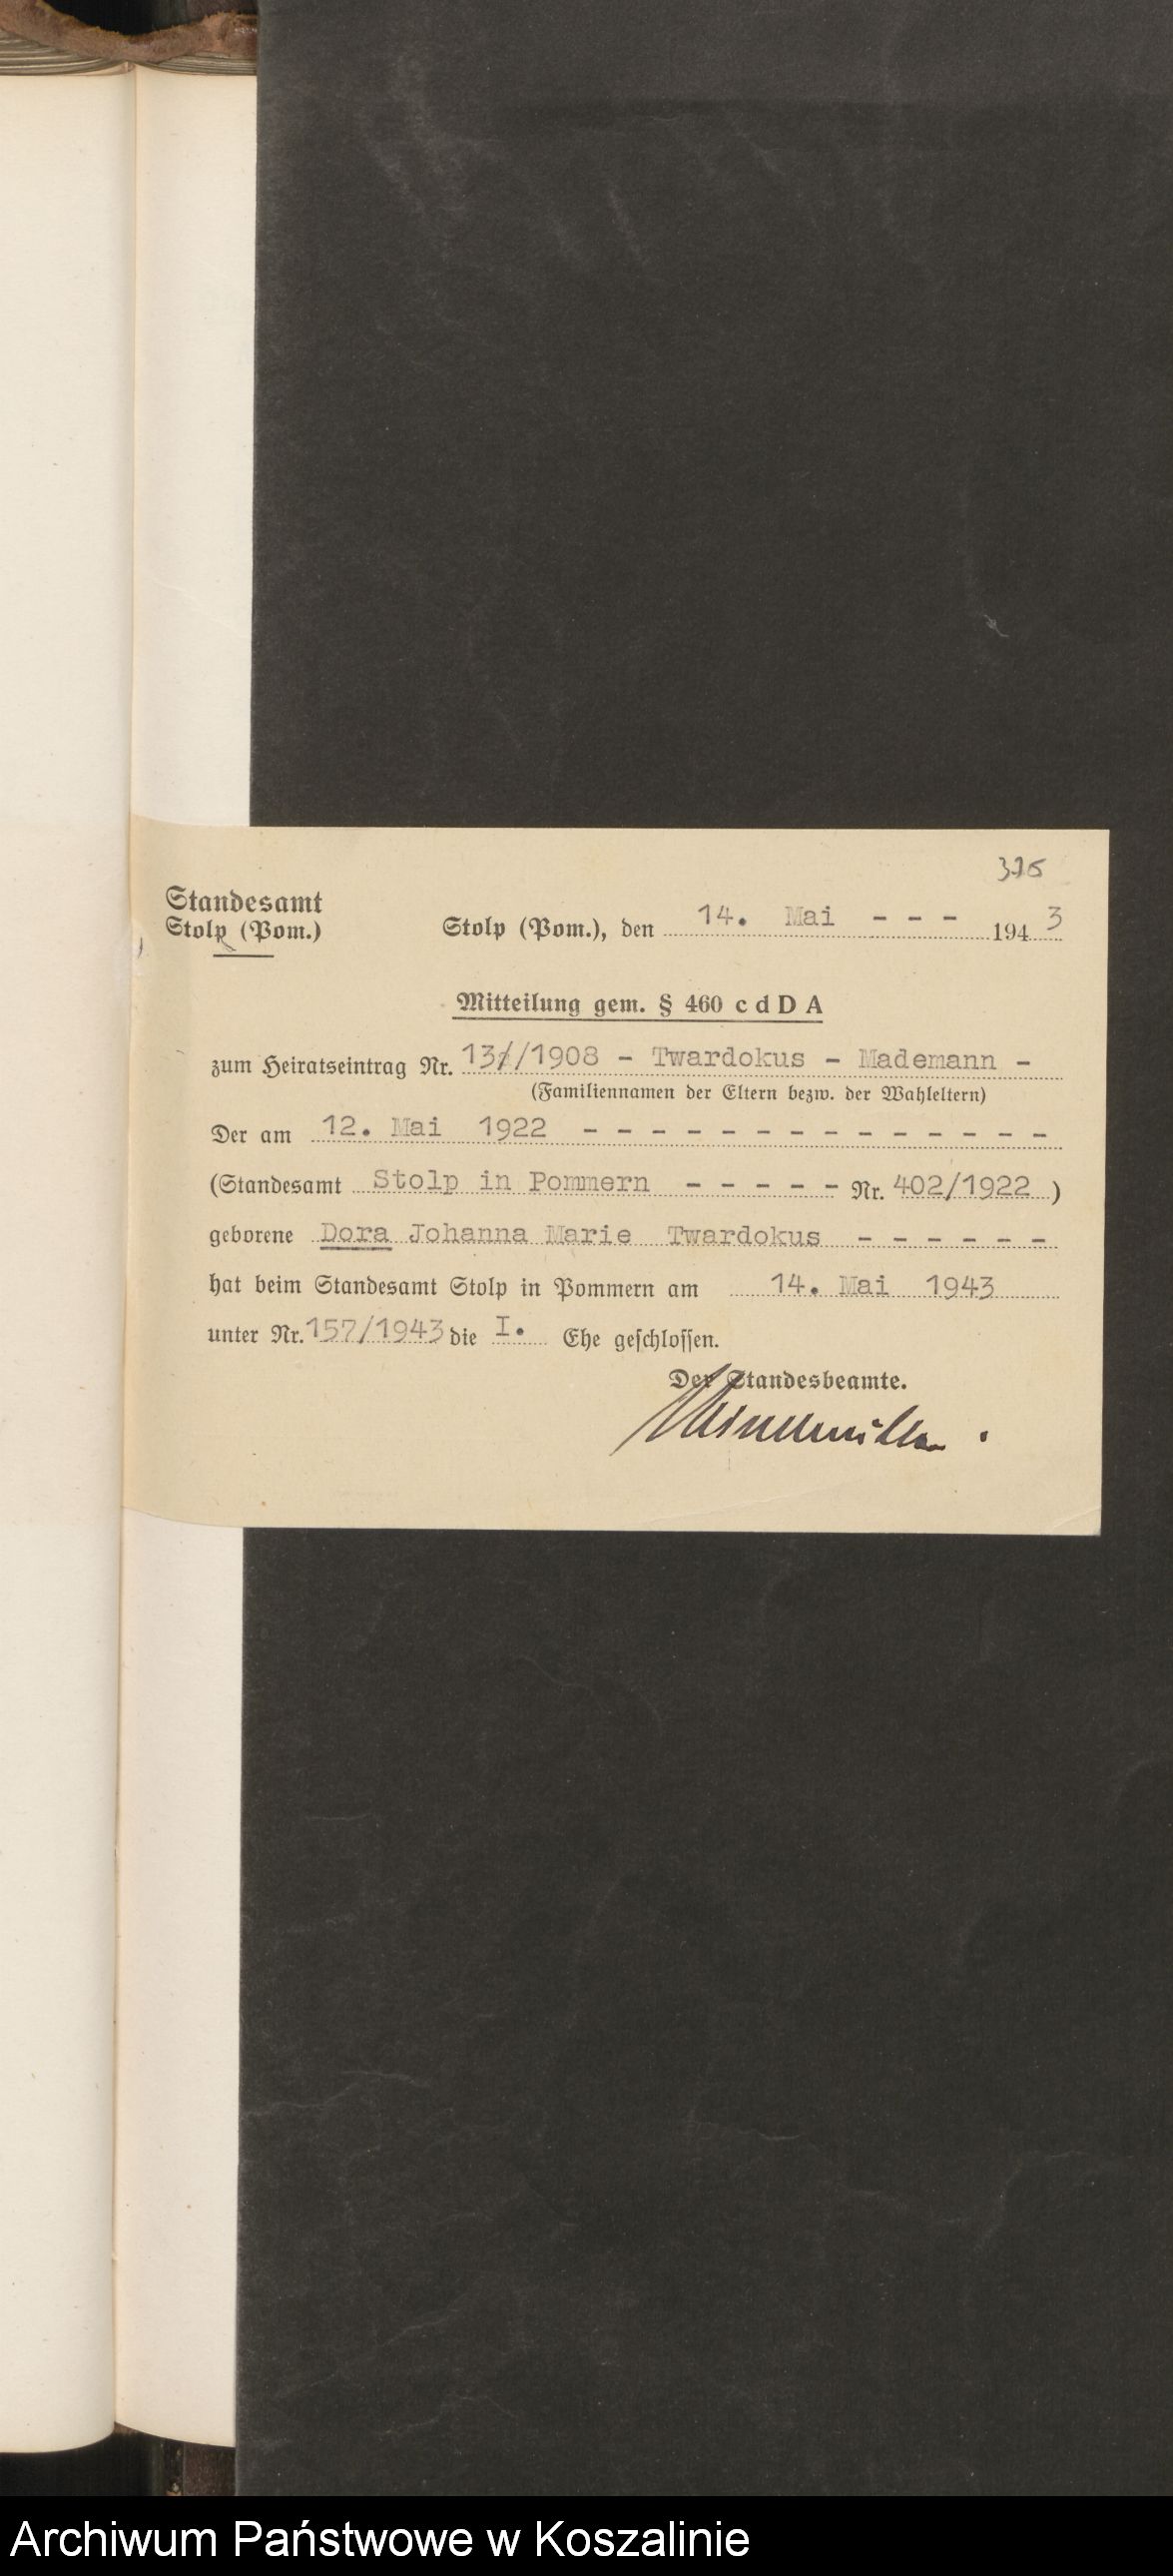 Standesamt
Stolp (Pom.)
Stolp (Pom.), den 14. Mai - - - 1943
Mitteilung gem. § 460 c d D A
zum Heiratseintrag Nr. /1908 - Twardokus - Mademann -
(Familiennamen der Eltern bezw. der Wahleltern)
Der am 12. Mai 1922 - - - - - - - - - - - - - -
(Standesamt Stolp in Pommern - - - - - Nr. 402/1922 )
geborene Dora Johanna Marie Twardokus - - - - - -
hat beim Standesamt Stolp in Pommern am 14. Mai 1943
unter Nr. 157/1943 die I. Ehe geschlossen.
Der Standesbeamte.
Archiwum Państwowe w Koszalinie